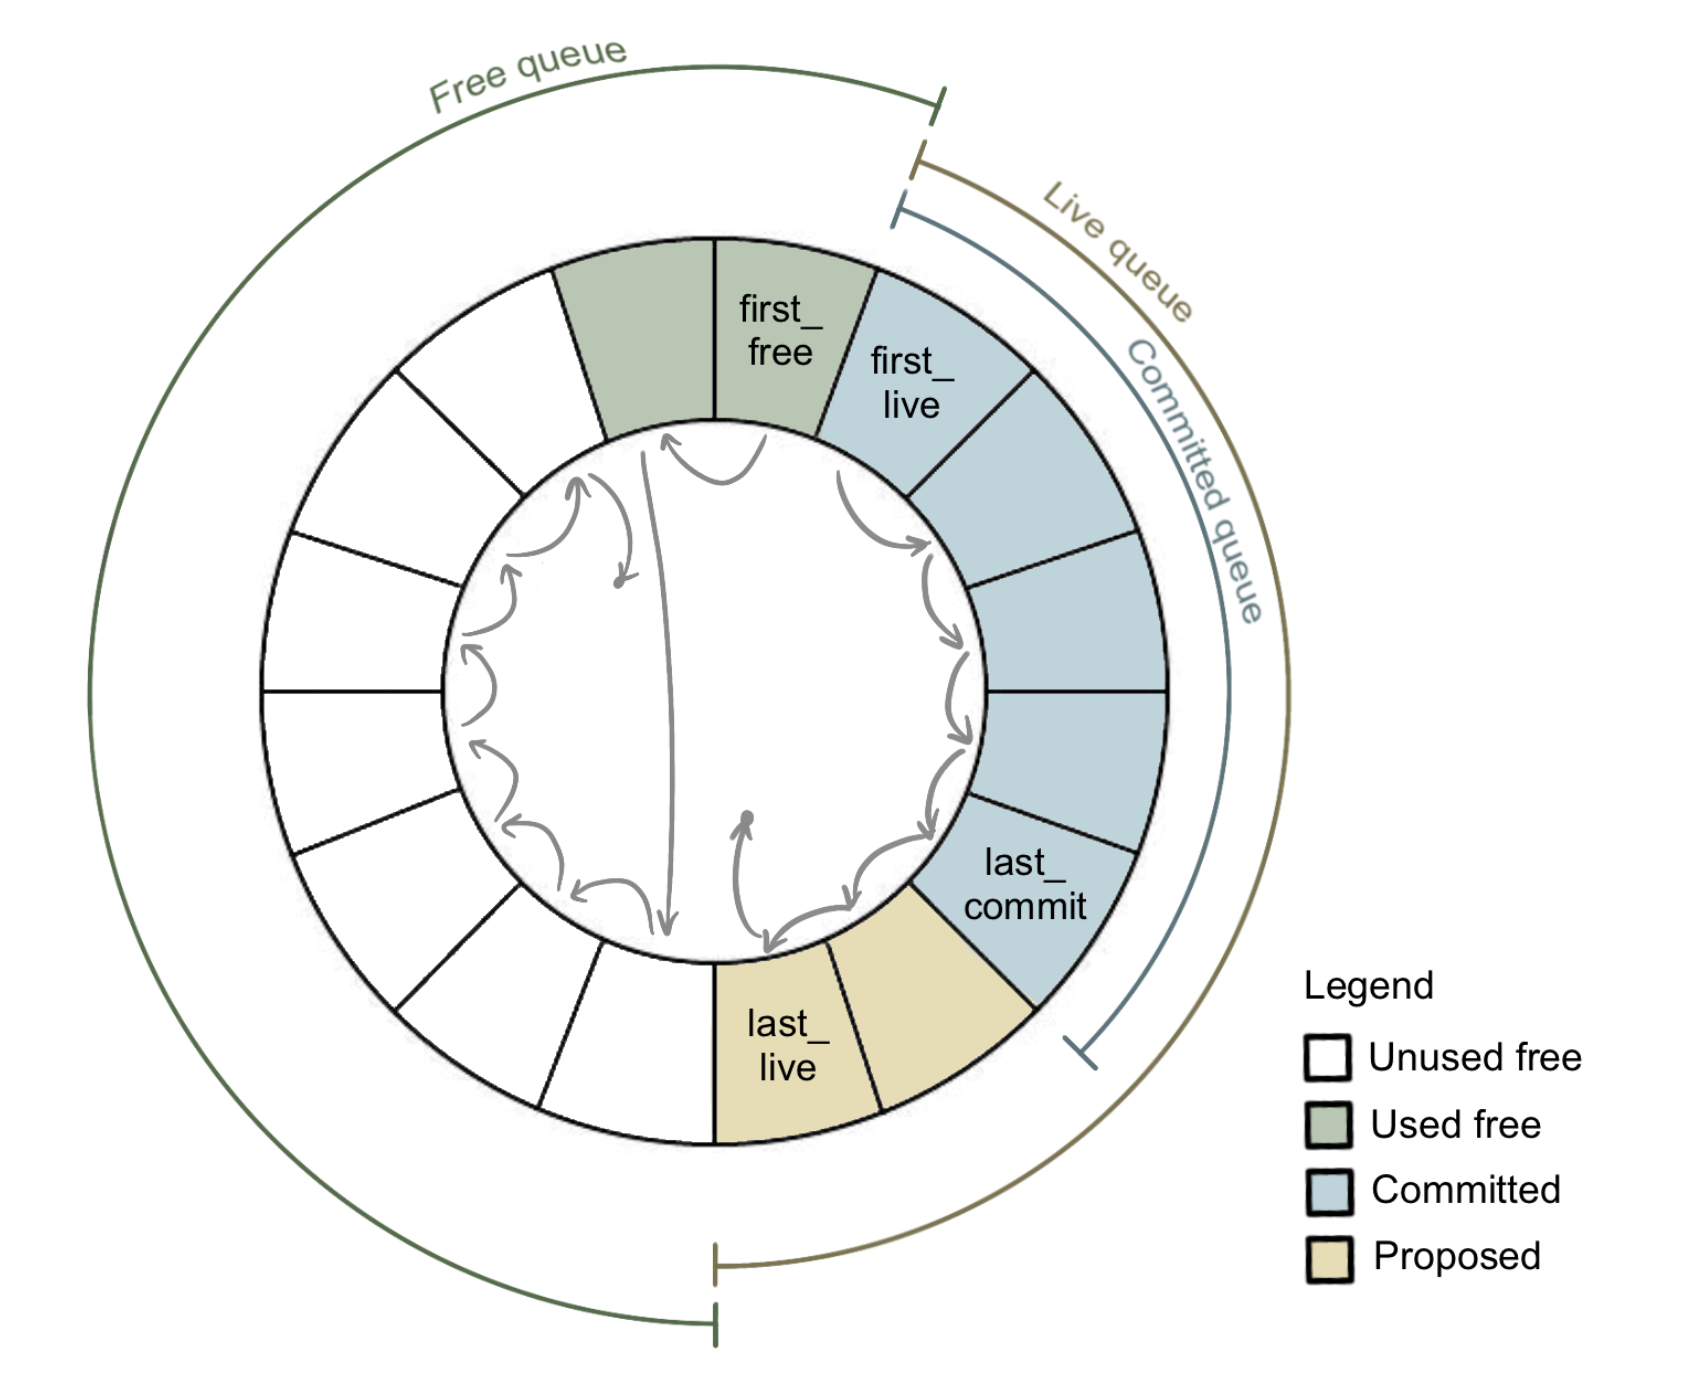 Free queue
Live queue
Committed queue
first_
free
first_
live
last_
commit
last_
live
Legend
Unused free
Used free
Committed
Proposed